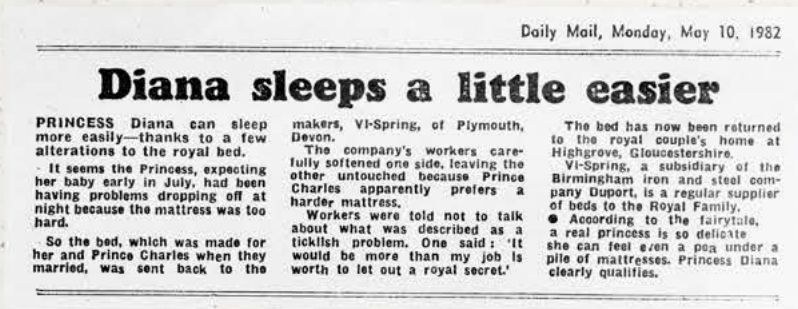 Daily Mail, Monday, May 10, 1982
Diana sleeps a little easier
PRINCESS Diana can sleep
more easily—thanks to a few
alterations to the royal bed.
It seems the Princess, expecting
her baby early in July, had been
having problems dropping off at
night because the mattress was too
hard.
So the bed, which was made for
her and Prince Charles when they
married, was sent back to the
makers, Vi-Spring, of Plymouth,
Devon.
The company's workers care-
fully softened one side, leaving the
other untouched because Prince
Charles apparently prefers a
harder mattress.
Workers were told not to talk
about what was described as a
ticklish problem. One said: 'It
would be more than my job is
worth to let out a royal secret.'
The bed has now been returned
to the royal couple's home at
Highgrove, Gloucestershire.
Vi-Spring, a subsidiary of the
Birmingham iron and steel com-
pany Duport, is a regular supplier
of beds to the Royal Family.
● According to the fairytale,
a real princess is so delicate
she can feel even a pea under a
pile of mattresses. Princess Diana
clearly qualifies.